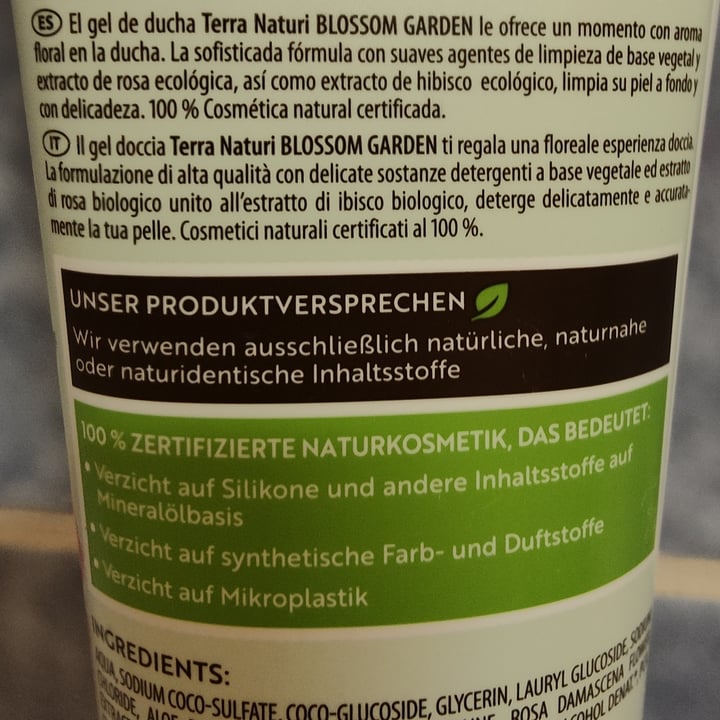 ES El gel de ducha Terra Naturi BLOSSOM GARDEN le ofrece un momento con aroma
floral en la ducha. La sofisticada fórmula con suaves agentes de limpieza de base vegetal y
extracto de rosa ecológica, así como extracto de hibisco ecológico, limpia su piel a fondo y
con delicadeza. 100 % Cosmética natural certificada.
IT Il gel doccia Terra Naturi BLOSSOM GARDEN ti regala una floreale esperienza doccia.
La formulazione di alta qualità con delicate sostanze detergenti a base vegetale ed estratto
di rosa biologico unito all'estratto di ibisco biologico, deterge delicatamente e accurata-
mente la tua pelle. Cosmetici naturali certificati al 100 %.
UNSER PRODUKTVERSPRECHEN
Wir verwenden ausschließlich natürliche, naturnahe
oder naturidentische Inhaltsstoffe
100 % ZERTIFIZIERTE NATURKOSMETIK, DAS BEDEUTET:
• Verzicht auf Silikone und andere Inhaltsstoffe auf
Mineralölbasis
• Verzicht auf synthetische Farb- und Duftstoffe
• Verzicht auf Mikroplastik
INGREDIENTS:
AQUA, SODIUM COCO-SULFATE, COCO-GLUCOSIDE, GLYCERIN, LAURYL GLUCOSIDE, SODIUM
CHLORIDE, ALOE ROSA DAMASCENA